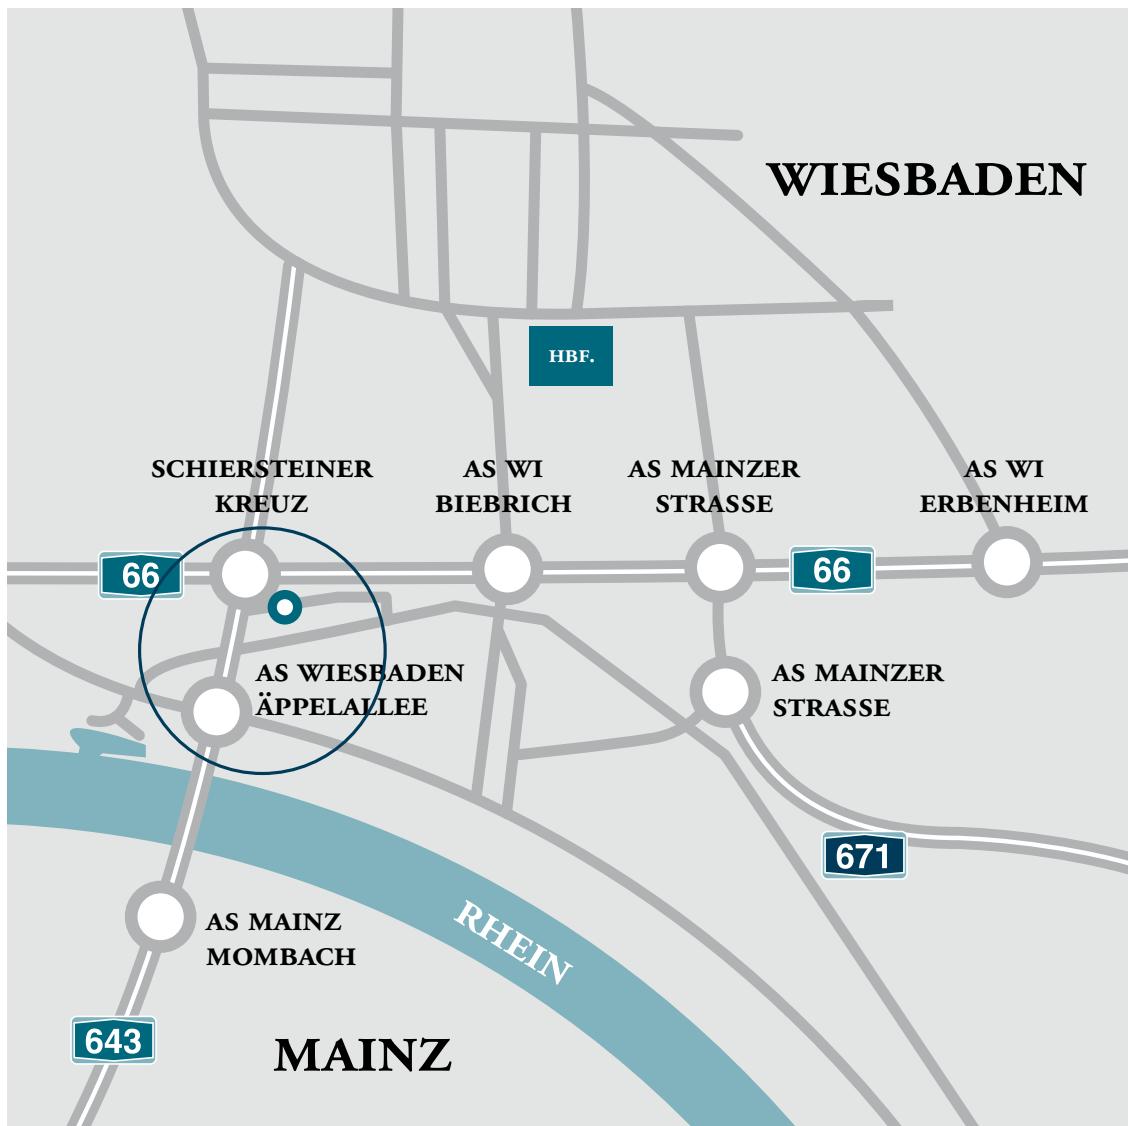 WIESBADEN
HBF.
SCHIERSTEINER
KREUZ
AS WI
BIEBRICH
AS MAINZER
STRASSE
AS WI
ERBENHEIM
66
66
AS WIESBADEN
ÄPPELALLEE
AS MAINZER
STRASSE
671
RHEIN
AS MAINZ
MOMBACH
643
MAINZ